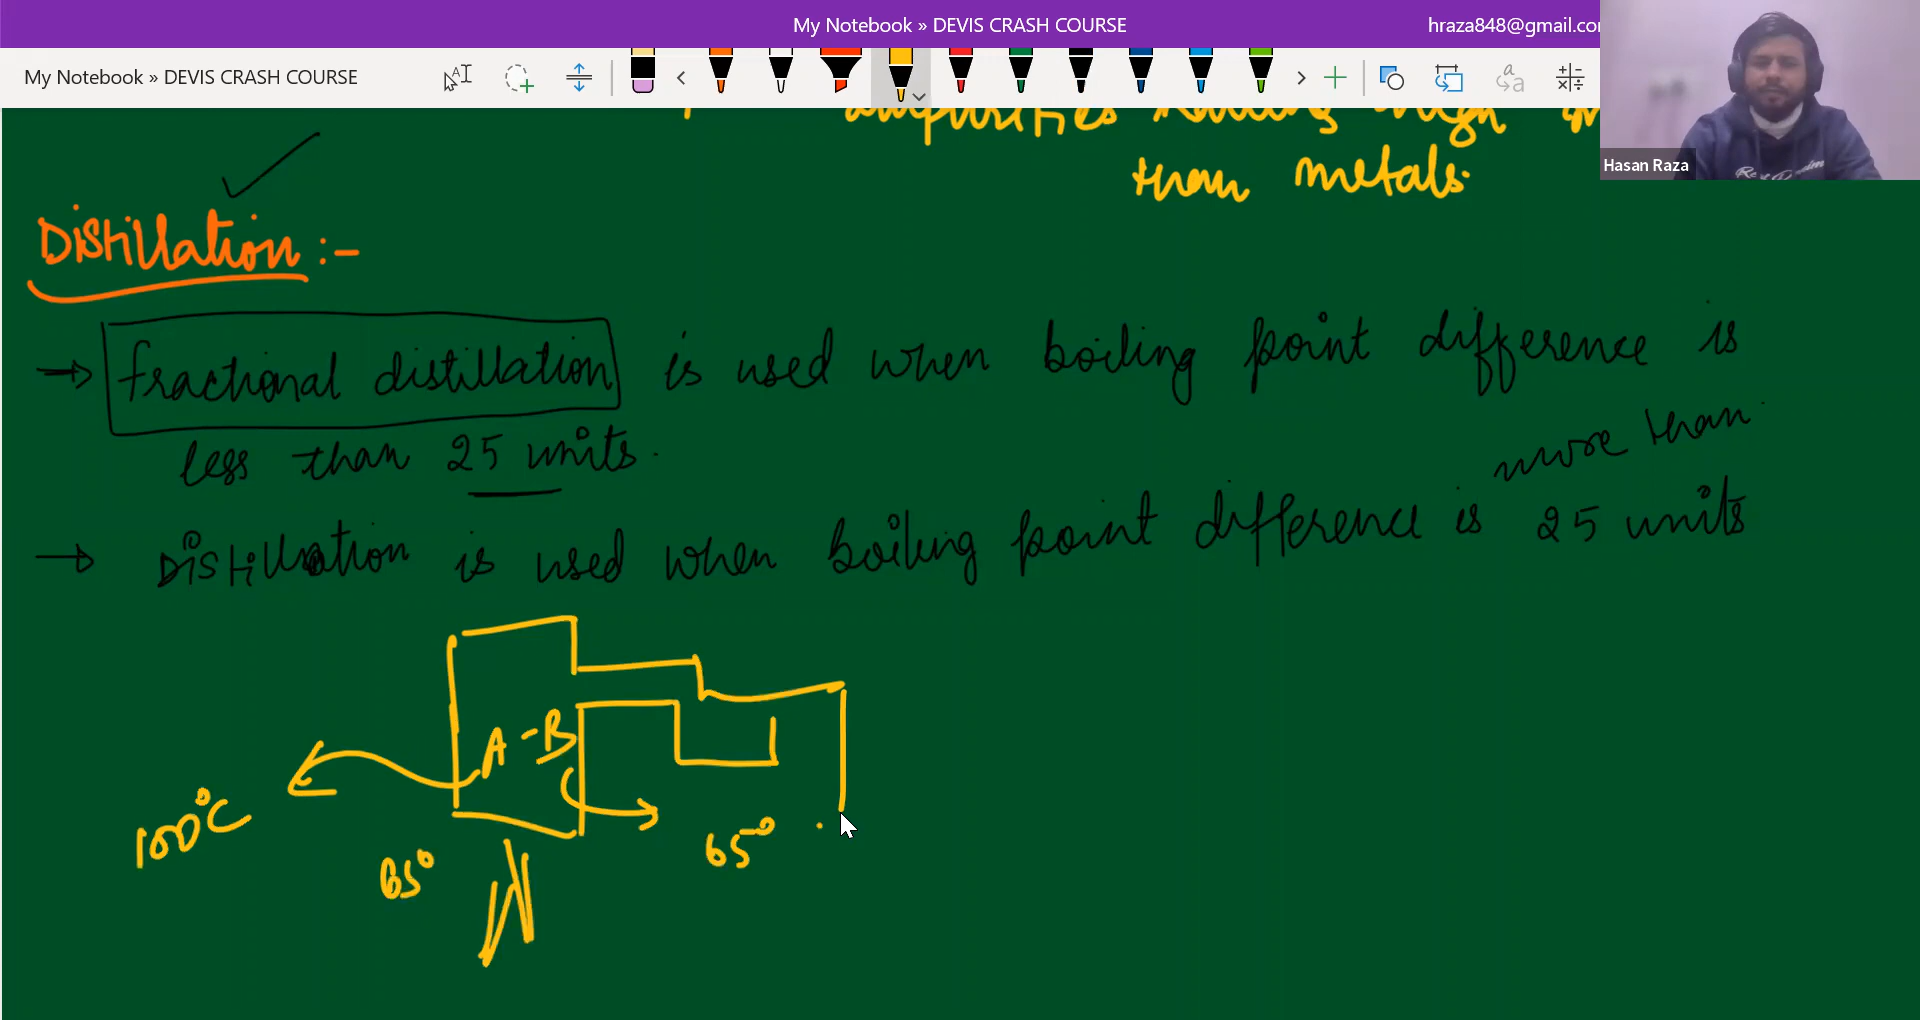 My Notebook » DEVIS CRASH COURSE
hraza848@gmail.co
My Notebook » DEVIS CRASH COURSE
than metals.
Hasan Raza
Distillation :-
→ fractional distillation is used when boiling point difference is
less than 25 units.
more than
→ Distillation is used when boiling point difference is 25 units
A - B
100°C
65°
65°